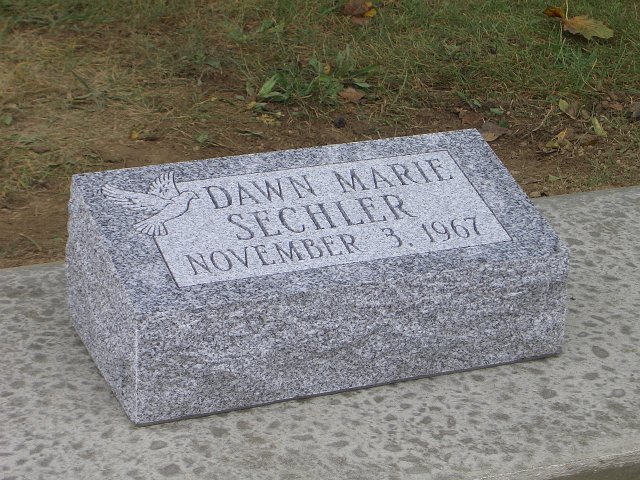 DAWN MARIE
SECHLER
NOVEMBER 3, 1967